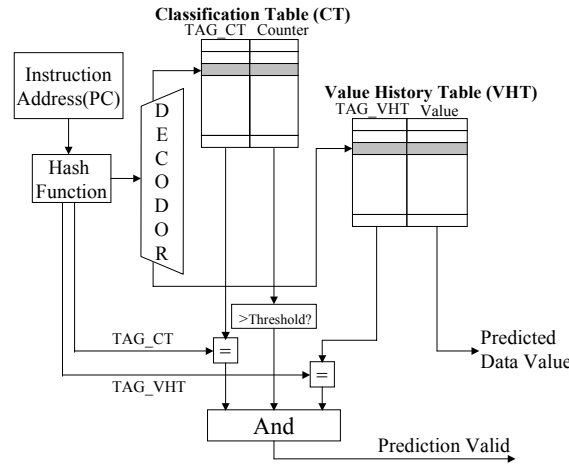 Classification Table (CT)
TAG_CT Counter
Instruction
Address(PC)
Value History Table (VHT)
TAG_VHT Value
D
E
C
O
D
O
R
Hash
Function
>Threshold?
TAG_CT
=
TAG_VHT
=
Predicted
Data Value
And
Prediction Valid